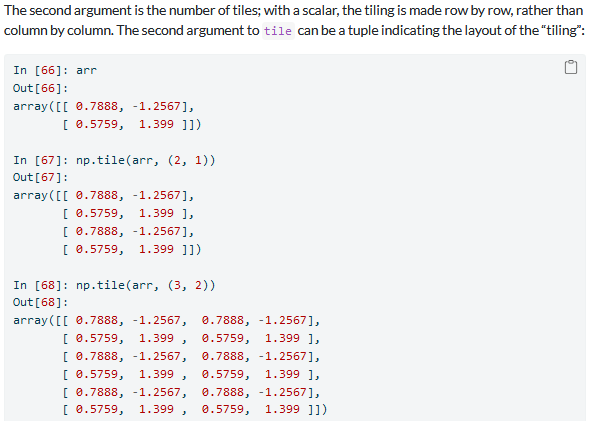 The second argument is the number of tiles; with a scalar, the tiling is made row by row, rather than
column by column. The second argument to tile can be a tuple indicating the layout of the “tiling”:
In [66]: arr
Out[66]:
array([[ 0.7888, -1.2567],
       [ 0.5759,  1.399 ]])
In [67]: np.tile(arr, (2, 1))
Out[67]:
array([[ 0.7888, -1.2567],
       [ 0.5759,  1.399 ],
       [ 0.7888, -1.2567],
       [ 0.5759,  1.399 ]])
In [68]: np.tile(arr, (3, 2))
Out[68]:
array([[ 0.7888, -1.2567,  0.7888, -1.2567],
       [ 0.5759,  1.399 ,  0.5759,  1.399 ],
       [ 0.7888, -1.2567,  0.7888, -1.2567],
       [ 0.5759,  1.399 ,  0.5759,  1.399 ],
       [ 0.7888, -1.2567,  0.7888, -1.2567],
       [ 0.5759,  1.399 ,  0.5759,  1.399 ]])